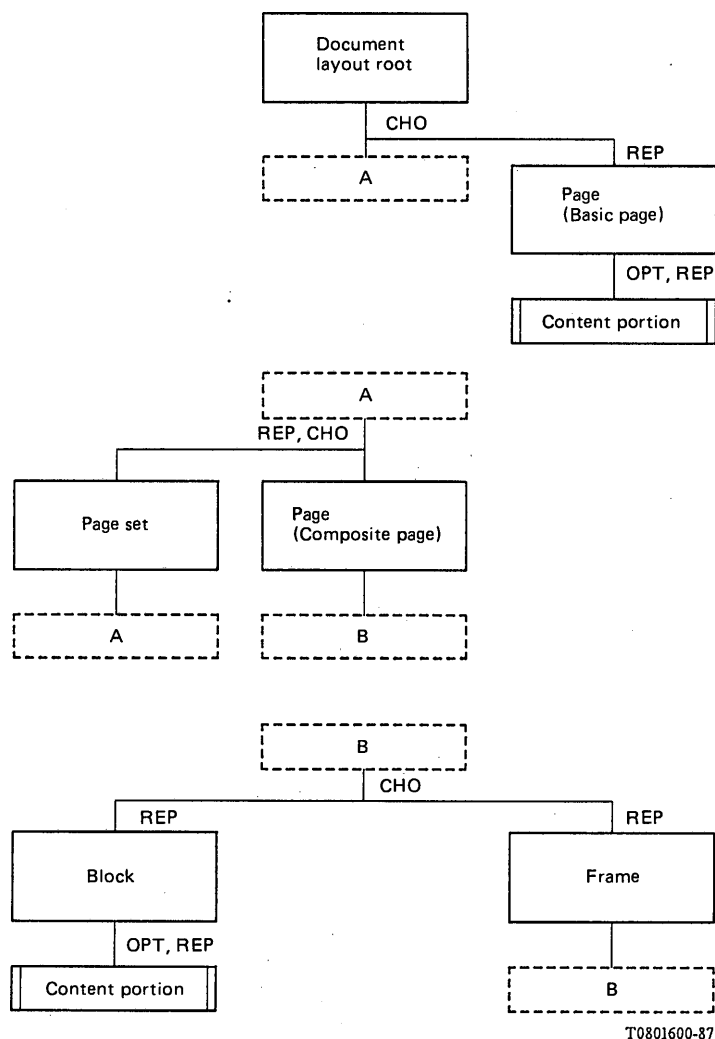 Document
layout root
CHO
A
REP
Page
(Basic page)
OPT, REP
Content portion
A
REP, CHO
Page set
Page
(Composite page)
A
B
B
CHO
REP
REP
Block
Frame
OPT, REP
Content portion
B
T0801600-87